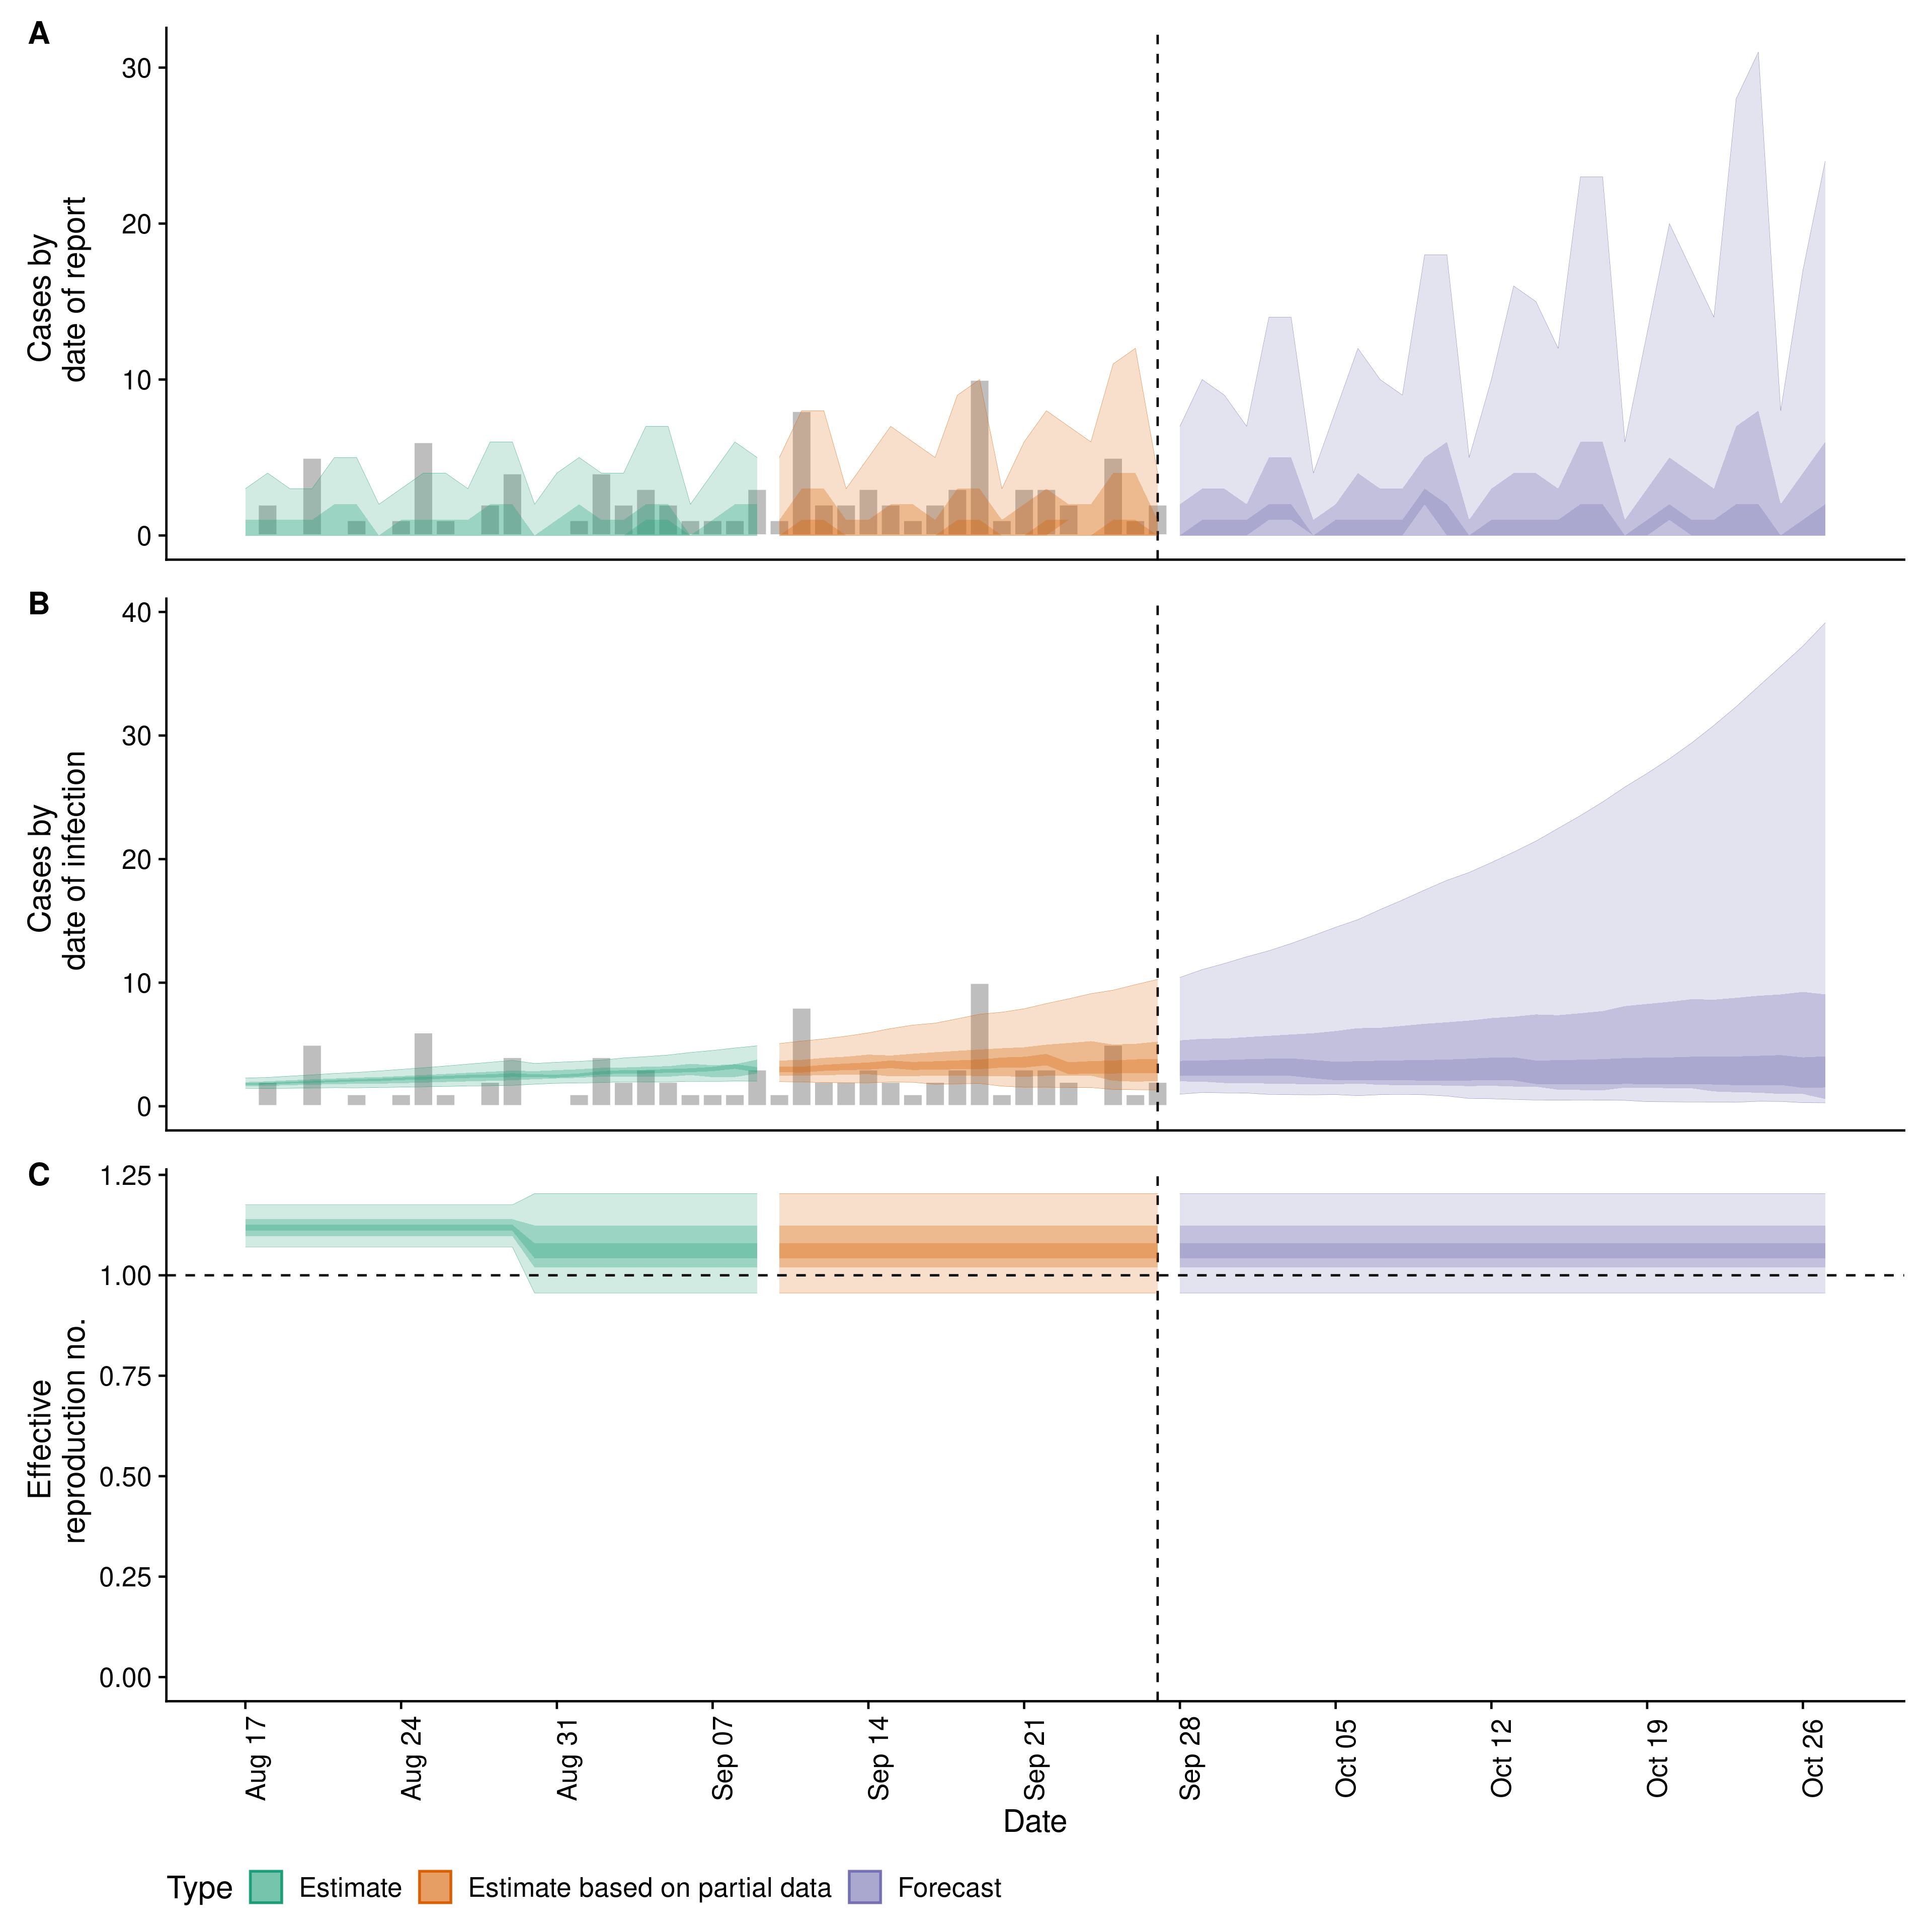 A
Cases by
date of report
30
20
10
0
B
Cases by
date of infection
40
30
20
10
0
C
Effective
reproduction no.
1.25
1.00
0.75
0.50
0.25
0.00
Aug 17
Aug 24
Aug 31
Sep 07
Sep 14
Sep 21
Sep 28
Oct 05
Oct 12
Oct 19
Oct 26
Date
Type Estimate Estimate based on partial data Forecast